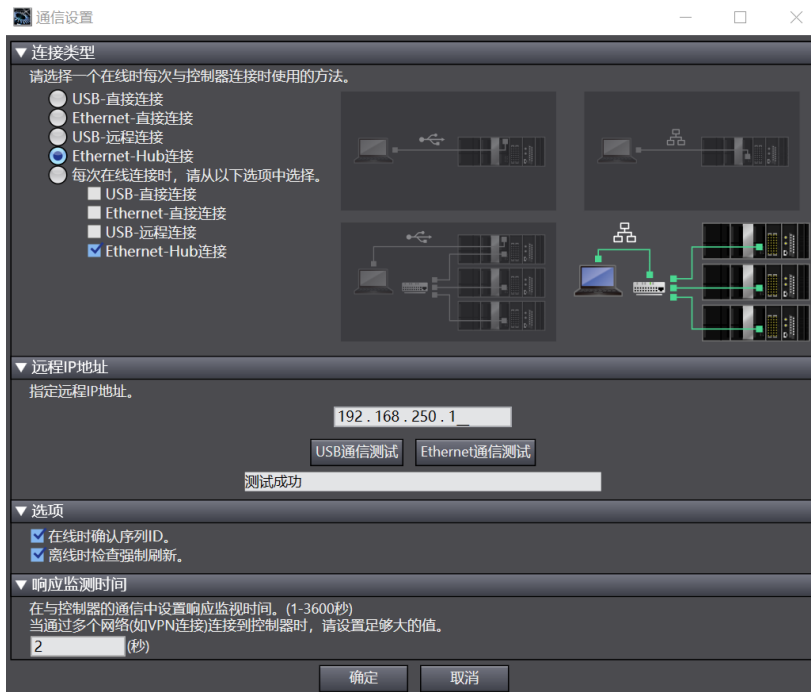 通信设置
▼连接类型
请选择一个在线时每次与控制器连接时使用的方法。
USB-直接连接
Ethernet-直接连接
USB-远程连接
Ethernet-Hub连接
每次在线连接时，请从以下选项中选择。
USB-直接连接
Ethernet-直接连接
USB-远程连接
Ethernet-Hub连接
▼远程IP地址
指定远程IP地址。
192 . 168 . 250 . 1__
USB通信测试 Ethernet通信测试
测试成功
▼选项
在线时确认序列ID。
离线时检查强制刷新。
▼响应监测时间
在与控制器的通信中设置响应监视时间。(1-3600秒)
当通过多个网络(如VPN连接)连接到控制器时，请设置足够大的值。
2 (秒)
确定 取消